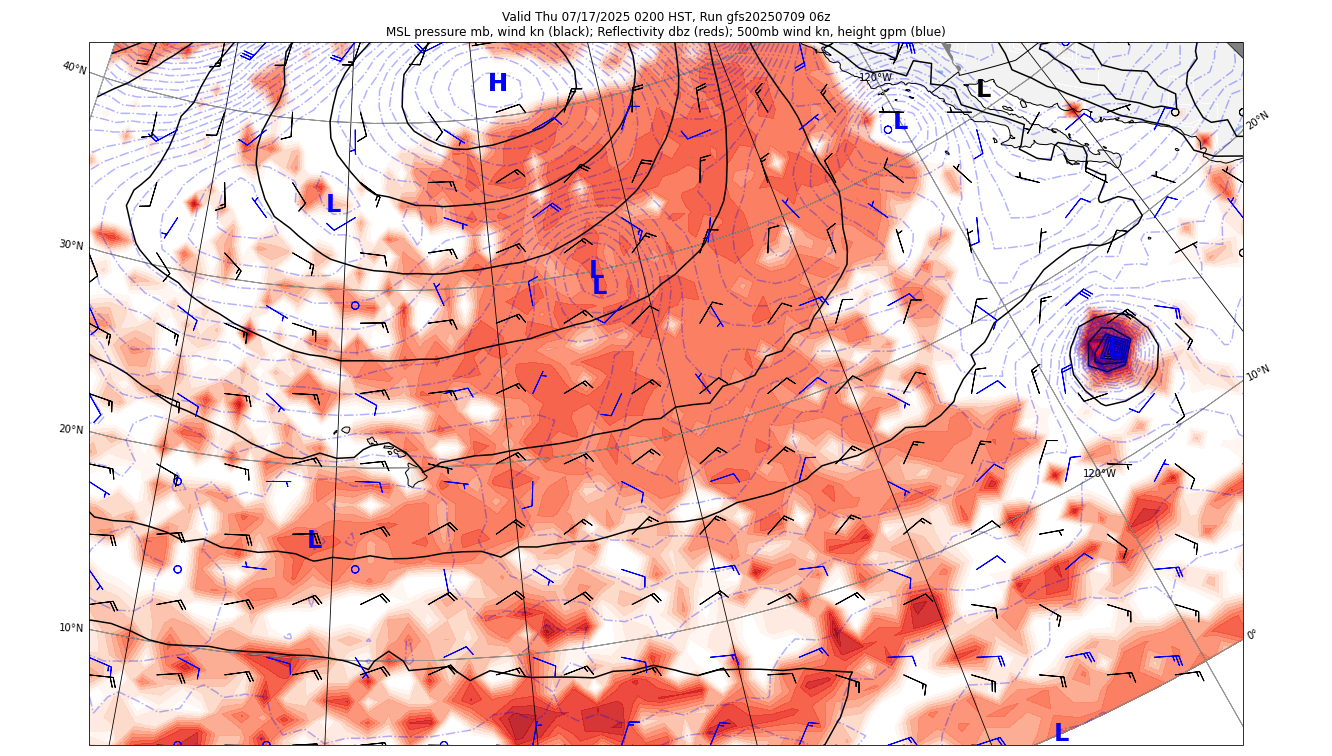 Valid Thu 07/17/2025 0200 HST, Run gfs20250709 06z
MSL pressure mb, wind kn (black); Reflectivity dbz (reds); 500mb wind kn, height gpm (blue)
40°N
H
120°W
L
L
20°N
L
30°N
L
L
10°N
20°N
120°W
L
10°N
0°
L